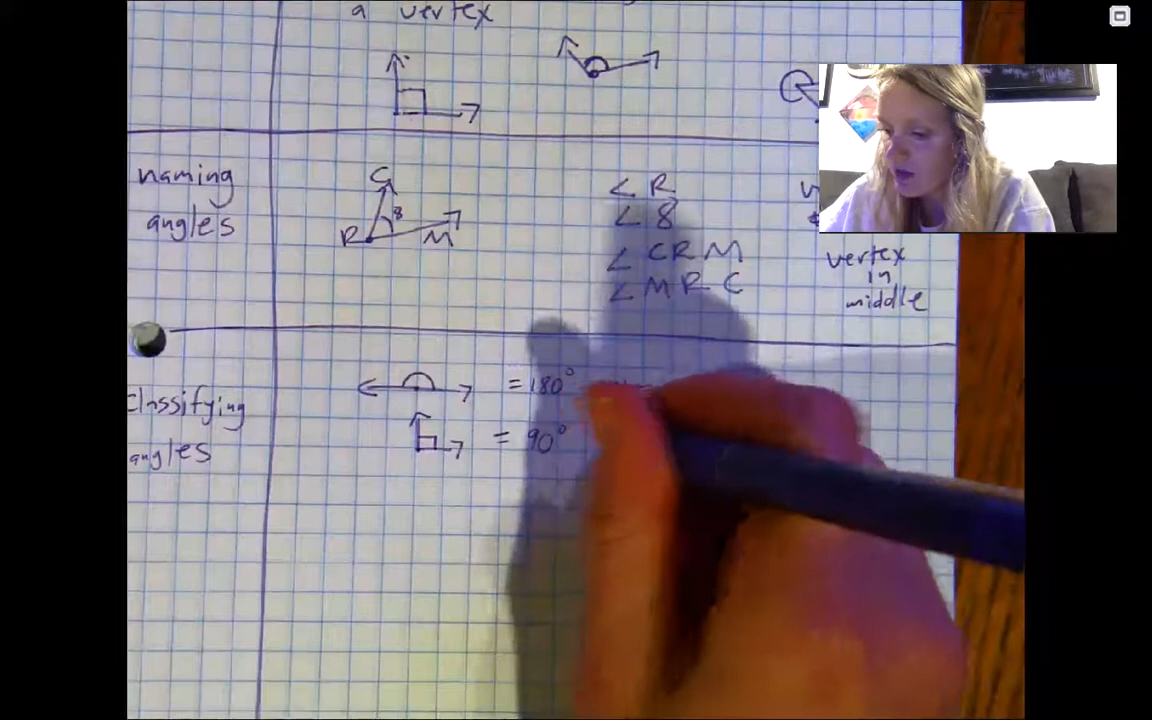 a vertex
naming
angles
C
8
R
M
∠ R
∠ 8
∠ CRM
∠ MRC
vertex
in
middle
Classifying
angles
= 180°
= 90°